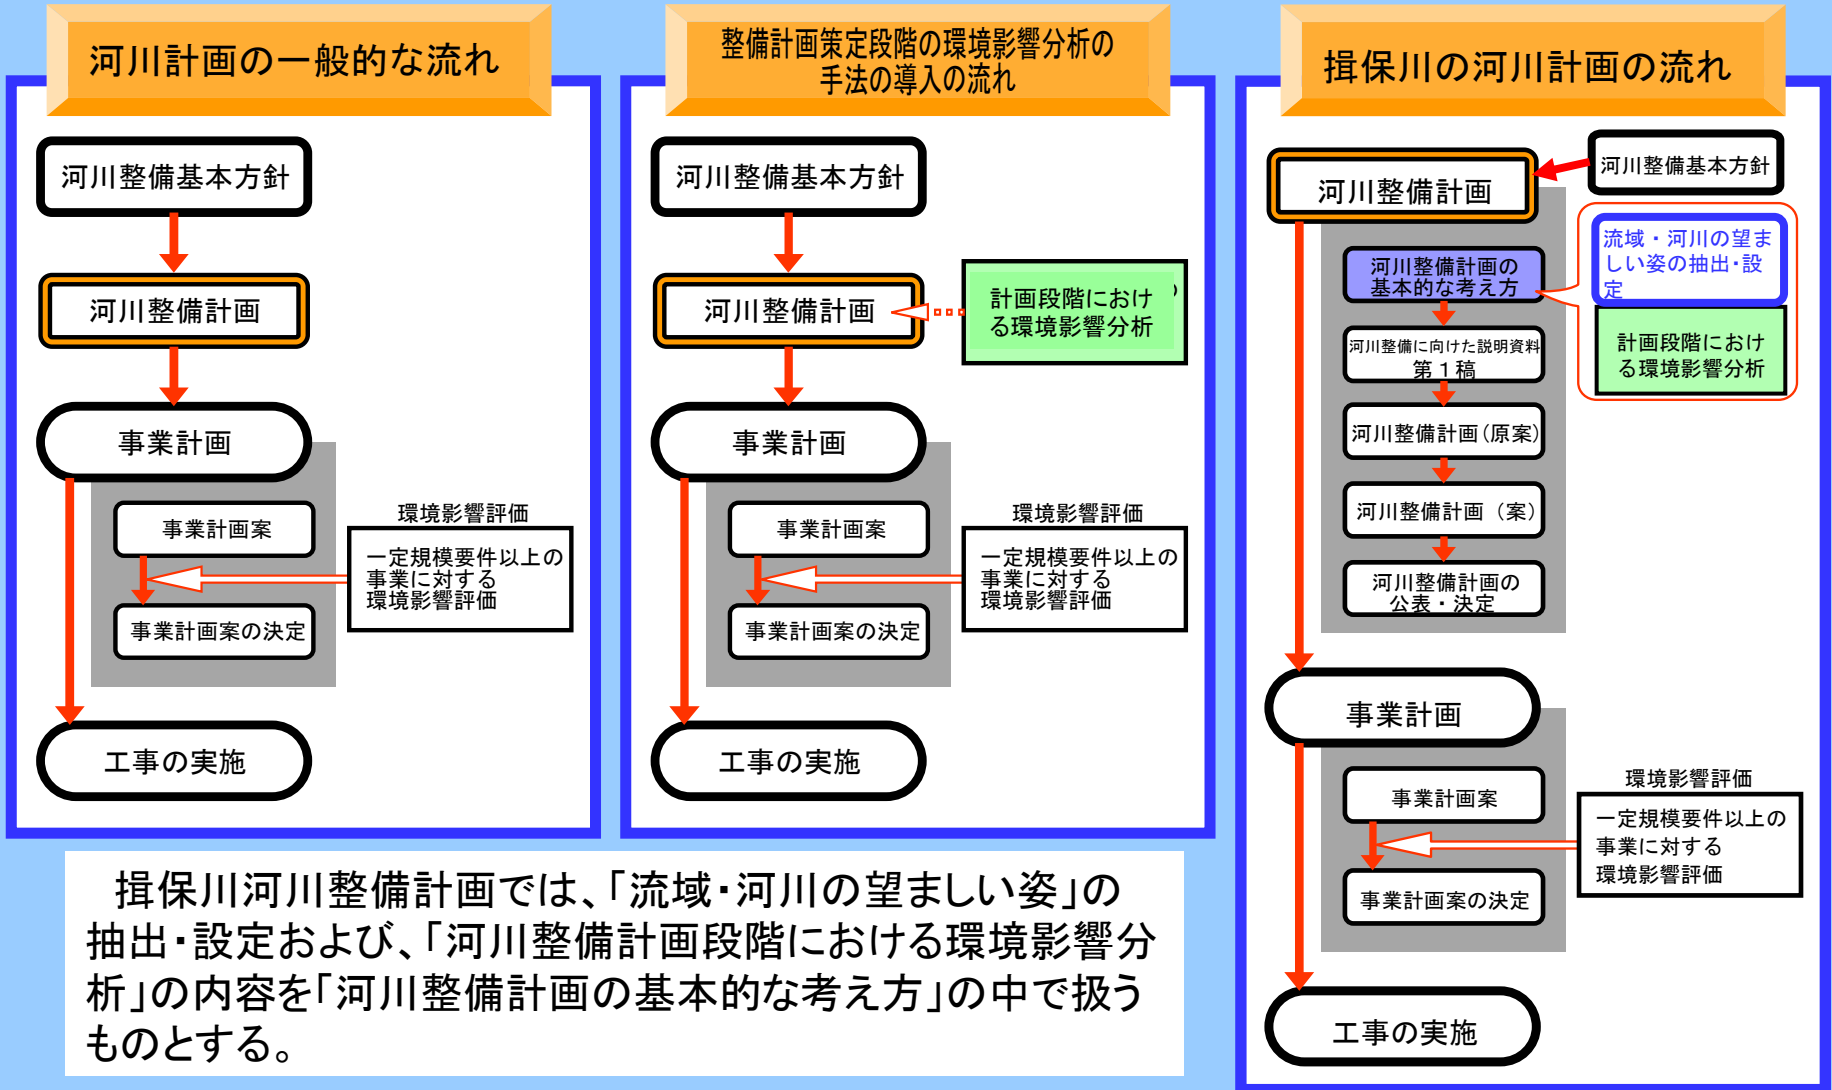 河川計画の一般的な流れ
河川整備基本方針
河川整備計画
事業計画
事業計画案
事業計画案の決定
環境影響評価
一定規模要件以上の
事業に対する
環境影響評価
工事の実施
整備計画策定段階の環境影響分析の
手法の導入の流れ
河川整備基本方針
河川整備計画
計画段階におけ
る環境影響分析
事業計画
事業計画案
事業計画案の決定
環境影響評価
一定規模要件以上の
事業に対する
環境影響評価
工事の実施
揖保川の河川計画の流れ
河川整備基本方針
河川整備計画
流域・河川の望ま
しい姿の抽出・設
定
計画段階におけ
る環境影響分析
河川整備計画の
基本的な考え方
河川整備に向けた説明資料
第1稿
河川整備計画(原案)
河川整備計画(案)
河川整備計画の
公表・決定
事業計画
事業計画案
事業計画案の決定
環境影響評価
一定規模要件以上の
事業に対する
環境影響評価
工事の実施
揖保川河川整備計画では、「流域・河川の望ましい姿」の
抽出・設定および、「河川整備計画段階における環境影響分
析」の内容を「河川整備計画の基本的な考え方」の中で扱う
ものとする。